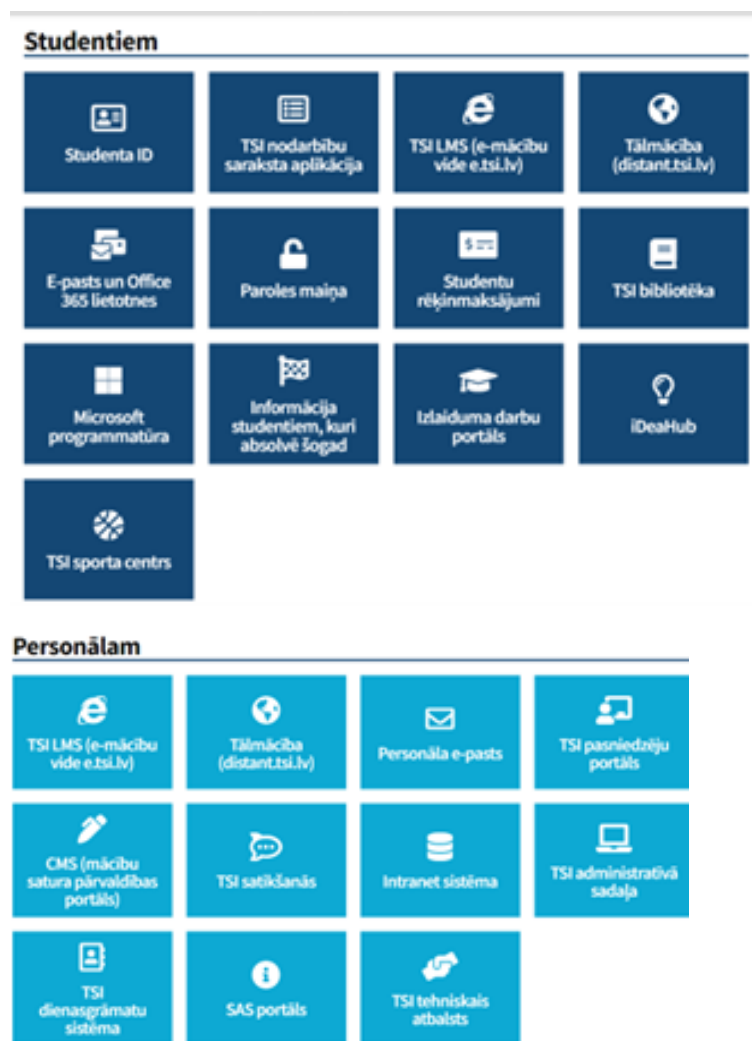 Studentiem
Studenta ID
TSI nodarbību
saraksta aplikācija
TSI LMS (e-mācību
vide e.tsi.lv)
Tālmācība
(distant.tsi.lv)
E-pasts un Office
365 lietotnes
Paroles maiņa
Studentu
rēķinmaksājumi
TSI bibliotēka
Microsoft
programmatūra
Informācija
studentiem, kuri
absolvē šogad
Izlaiduma darbu
portāls
iDeaHub
TSI sporta centrs
Personālam
TSI LMS (e-mācību
vide e.tsi.lv)
Tālmācība
(distant.tsi.lv)
Personāla e-pasts
TSI pasniedzēju
portāls
CMS (mācību
satura pārvaldības
portāls)
TSI satikšanās
Intranet sistēma
TSI administratīvā
sadaļa
TSI
dienasgrāmatu
sistēma
SAS portāls
TSI tehniskais
atbalsts